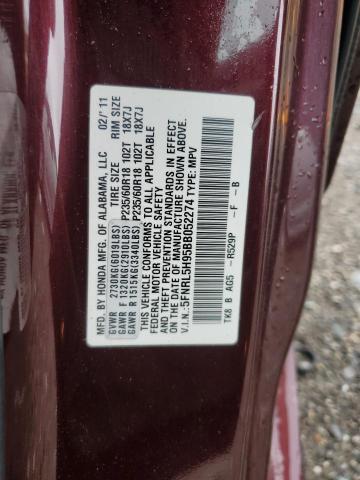 MFD. BY HONDA MFG. OF ALABAMA, LLC 02/'11
GVWR 2730KG(6019LBS) TIRE SIZE RIM SIZE
GAWR F 1320KG(2910LBS) P235/60R18 102T 18X7J
GAWR R 1515KG(3340LBS) P235/60R18 102T 18X7J
THIS VEHICLE CONFORMS TO ALL APPLICABLE
FEDERAL MOTOR VEHICLE SAFETY
AND THEFT PREVENTION STANDARDS IN EFFECT
ON THE DATE OF MANUFACTURE SHOWN ABOVE.
V.I.N.:5FNRL5H95BB052274 TYPE: MPV
TK8 B AG5 -R529P -F -B